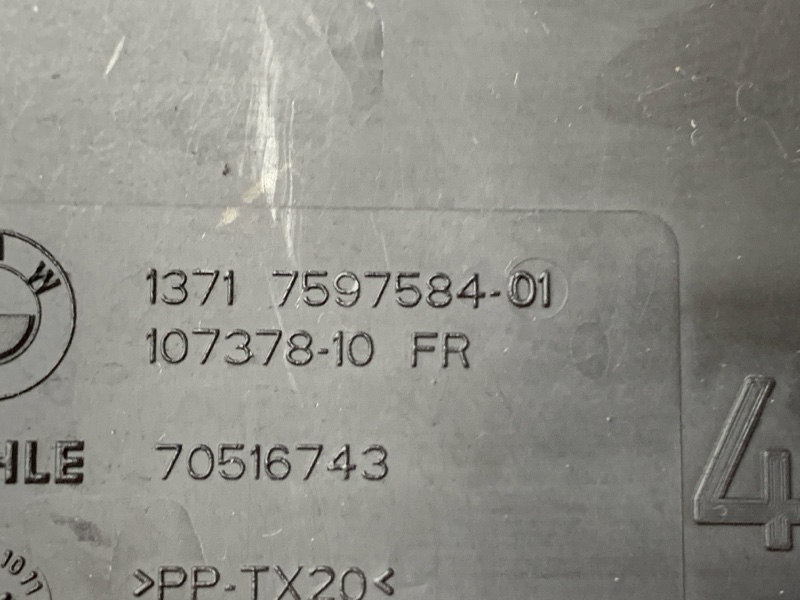 W
1371 7597584-01
107378-10 FR
HLE 70516743
4
>PP-TX20<